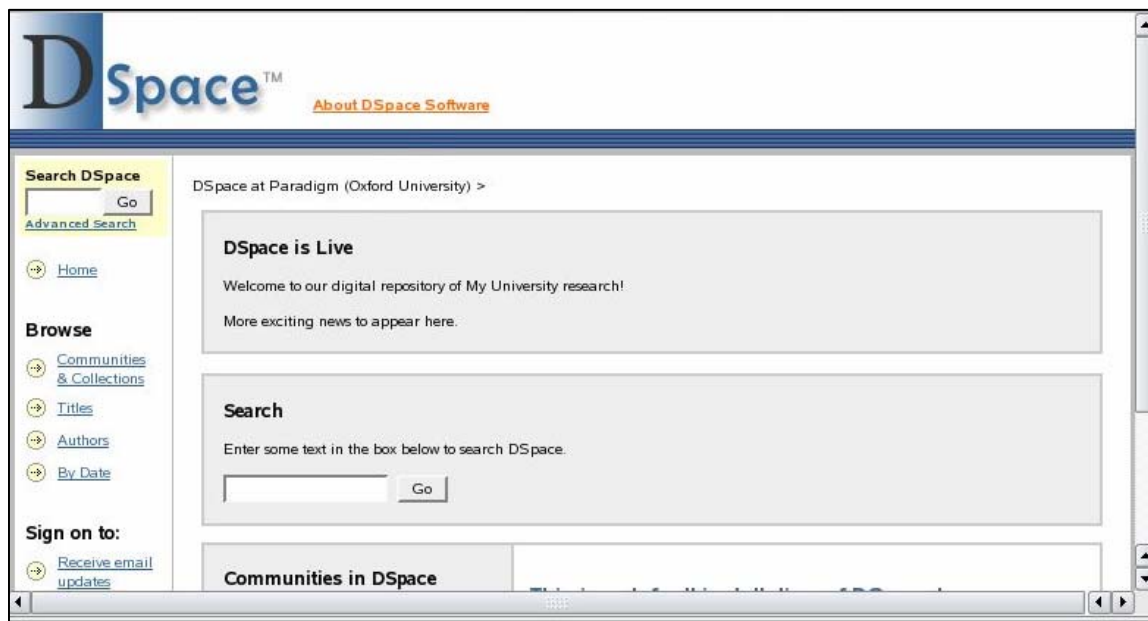 DSpace™
About DSpace Software
Search DSpace
Go
Advanced Search
Home
Browse
Communities
& Collections
Titles
Authors
By Date
Sign on to:
Receive email
updates
DSpace at Paradigm (Oxford University) >
DSpace is Live
Welcome to our digital repository of My University research!
More exciting news to appear here.
Search
Enter some text in the box below to search DSpace.
Go
Communities in DSpace